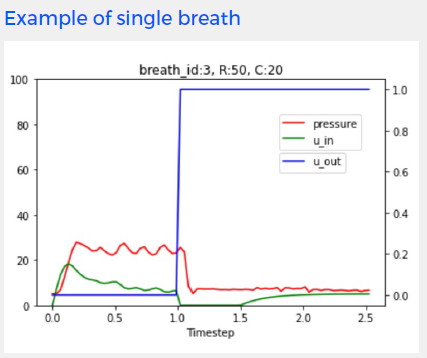 Example of single breath
breath_id:3, R:50, C:20
100
80
60
40
20
0
1.0
0.8
0.6
0.4
0.2
0.0
pressure
u_in
u_out
0.0 0.5 1.0 1.5 2.0 2.5
Timestep